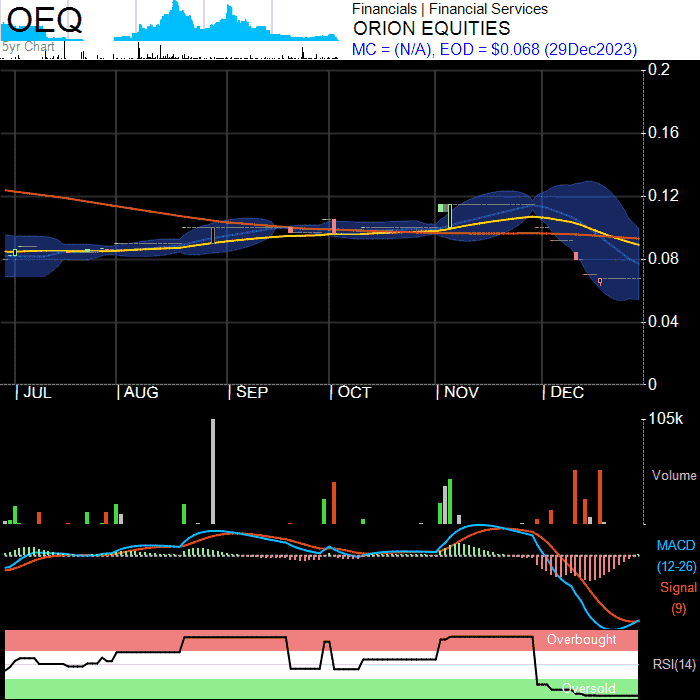 OEQ
5yr Chart
Financials | Financial Services
ORION EQUITIES
MC = (N/A), EOD = $0.068 (29Dec2023)
0.2
0.16
0.12
0.08
0.04
0
JUL AUG SEP OCT NOV DEC
105k
Volume
MACD
(12-26)
Signal
(9)
Overbought
RSI(14)
Oversold